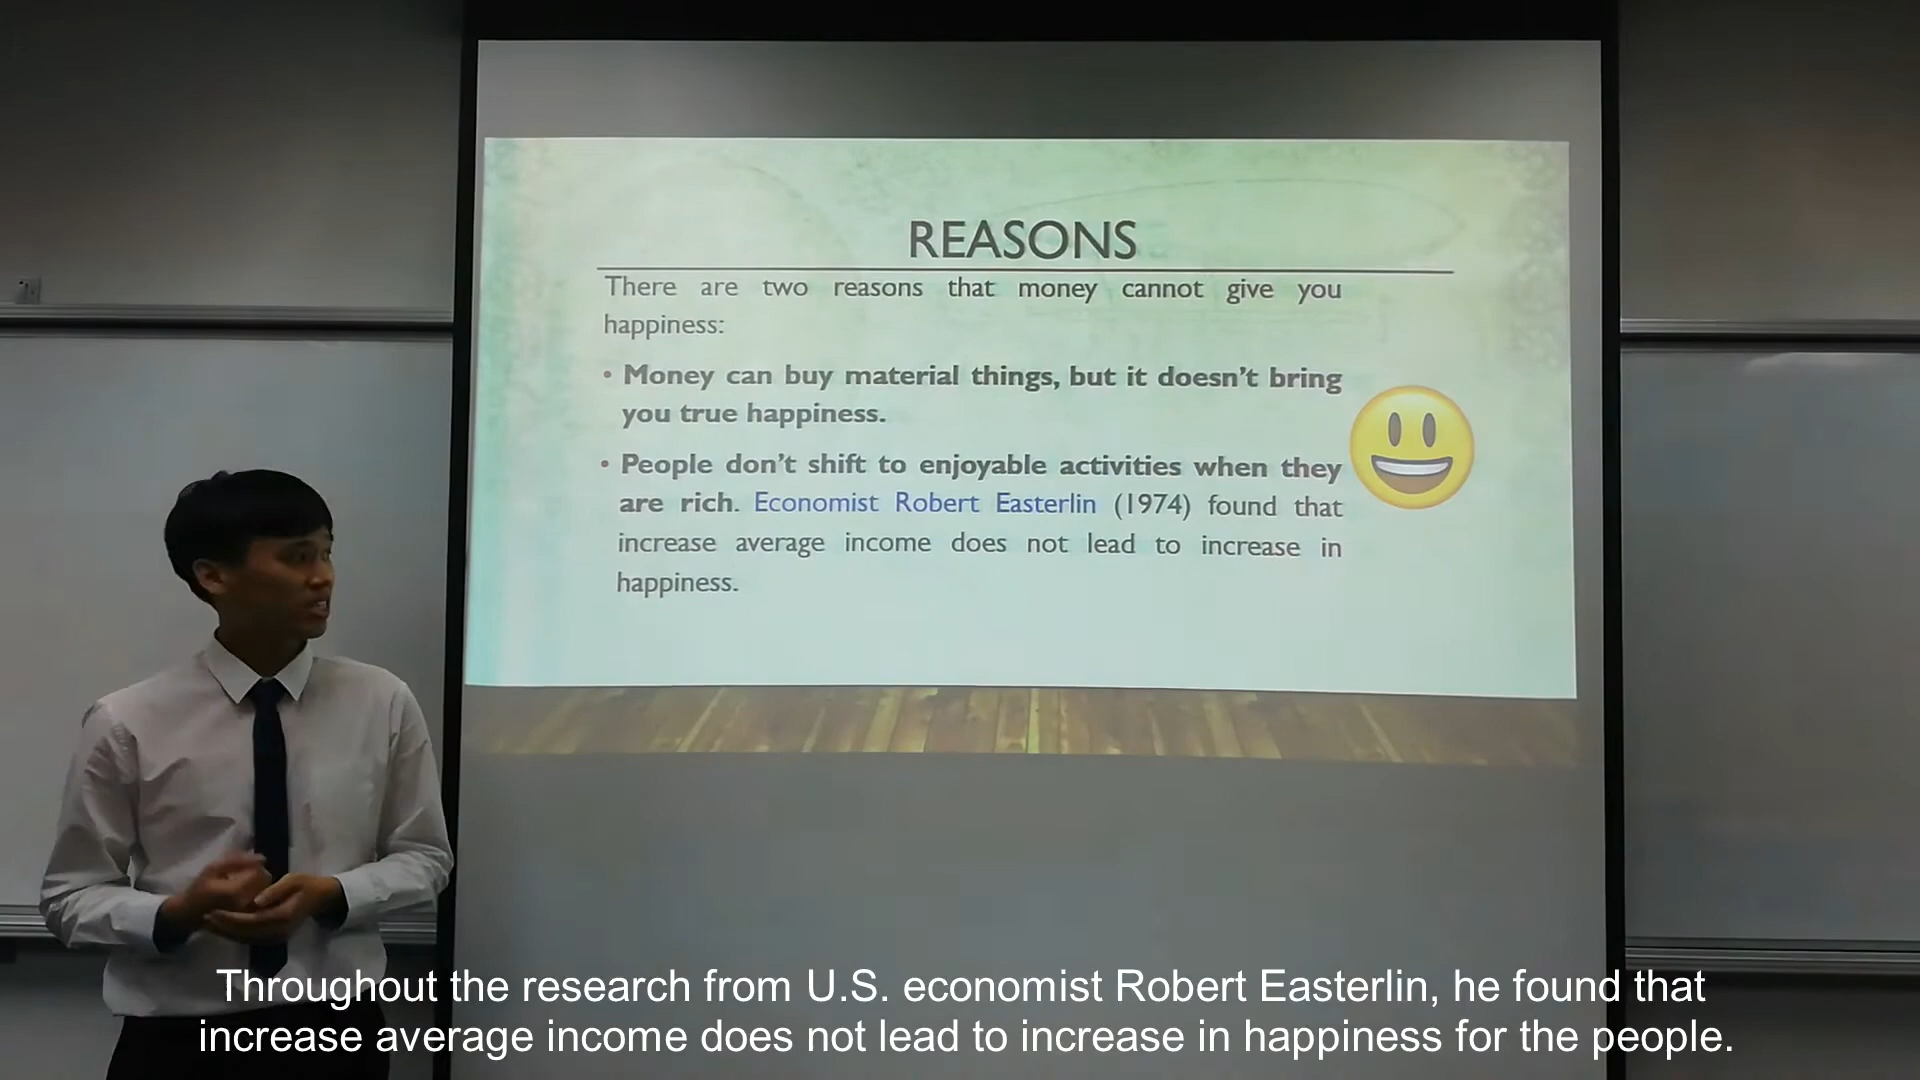 REASONS
There are two reasons that money cannot give you
happiness:
• Money can buy material things, but it doesn't bring
you true happiness.
• People don't shift to enjoyable activities when they
are rich. Economist Robert Easterlin (1974) found that
increase average income does not lead to increase in
happiness.
Throughout the research from U.S. economist Robert Easterlin, he found that
increase average income does not lead to increase in happiness for the people.